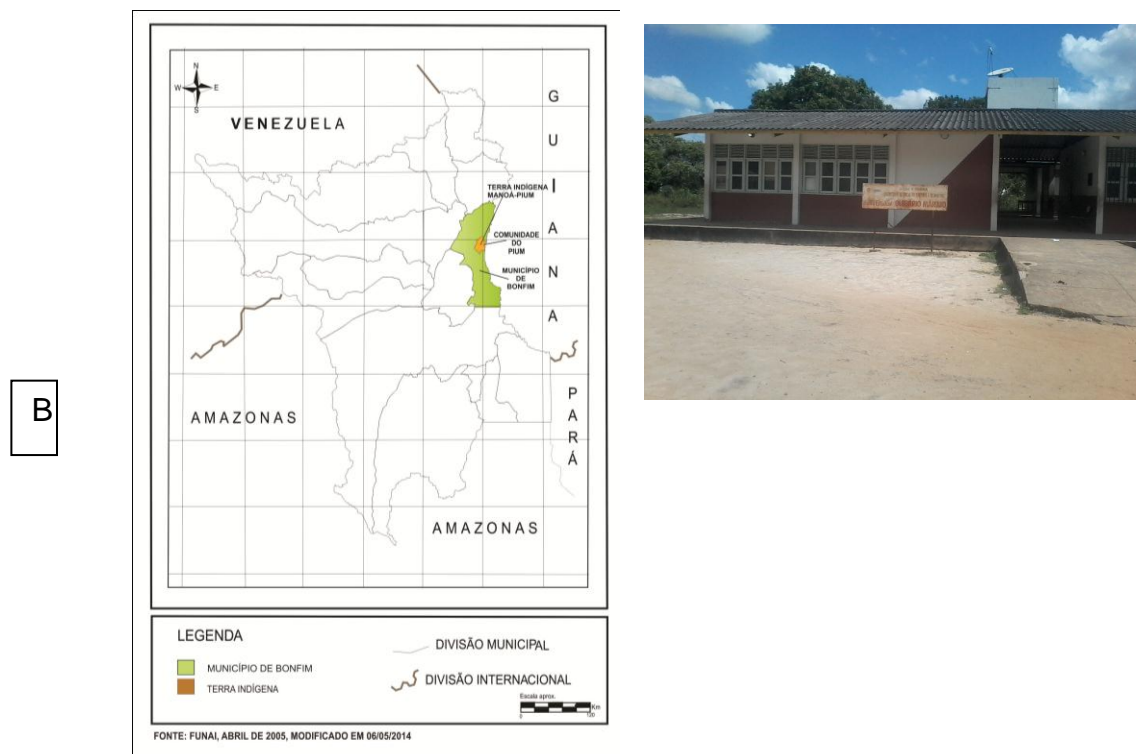 B
N
W E
S
VENEZUELA
GUIANA
TERRA INDÍGENA
MANOÁ-PIUM
COMUNIDADE
DO
PIUM
MUNICÍPIO
DE
BONFIM
AMAZONAS
PARÁ
AMAZONAS
LEGENDA
MUNICÍPIO DE BONFIM
TERRA INDÍGENA
DIVISÃO MUNICIPAL
DIVISÃO INTERNACIONAL
Escala aprox.
Km
0 120
FONTE: FUNAI, ABRIL DE 2005, MODIFICADO EM 06/05/2014